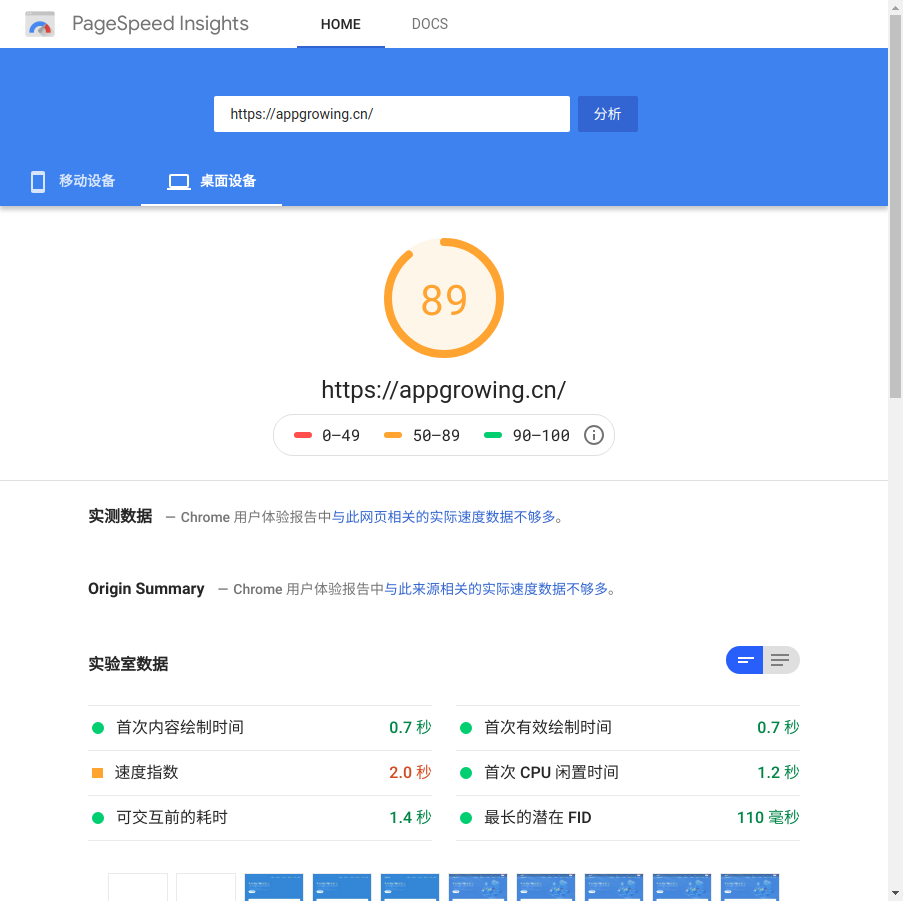 PageSpeed Insights
HOME
DOCS
https://appgrowing.cn/
分析
移动设备
桌面设备
89
https://appgrowing.cn/
0–49
50–89
90–100
实测数据 — Chrome 用户体验报告中与此网页相关的实际速度数据不够多。
Origin Summary — Chrome 用户体验报告中与此来源相关的实际速度数据不够多。
实验室数据
首次内容绘制时间 0.7 秒
首次有效绘制时间 0.7 秒
速度指数 2.0 秒
首次 CPU 闲置时间 1.2 秒
可交互前的耗时 1.4 秒
最长的潜在 FID 110 毫秒